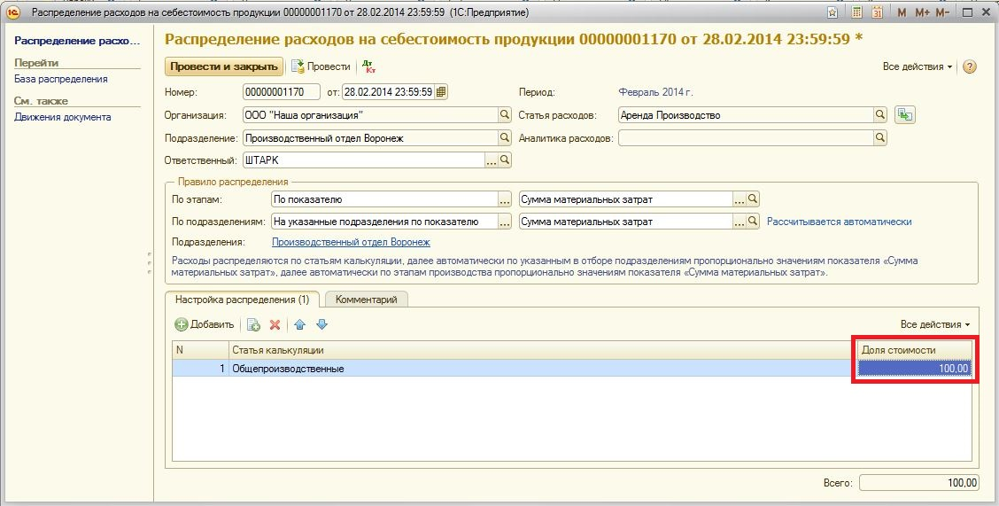 Распределение расходов на себестоимость продукции 00000001170 от 28.02.2014 23:59:59 (1С:Предприятие)
M M+ M-
Распределение расхо...
Перейти
База распределения
См. также
Движения документа
Распределение расходов на себестоимость продукции 00000001170 от 28.02.2014 23:59:59 *
Провести и закрыть Провести Дт Кт Все действия
Номер: 00000001170 от: 28.02.2014 23:59:59 Период: Февраль 2014 г.
Организация: ООО "Наша организация" Статья расходов: Аренда Производство
Подразделение: Производственный отдел Воронеж Аналитика расходов:
Ответственный: ШТАРК ...
Правило распределения
По этапам: По показателю ... Сумма материальных затрат ...
По подразделениям: На указанные подразделения по показателю ... Сумма материальных затрат ... Рассчитывается автоматически
Подразделения: Производственный отдел Воронеж
Расходы распределяются по статьям калькуляции, далее автоматически по указанным в отборе подразделениям пропорционально значениям показателя «Сумма
материальных затрат», далее автоматически по этапам производства пропорционально значениям показателя «Сумма материальных затрат».
Настройка распределения (1) Комментарий
Добавить Все действия
N Статья калькуляции Доля стоимости
1 Общепроизводственные 100,00
Всего: 100,00